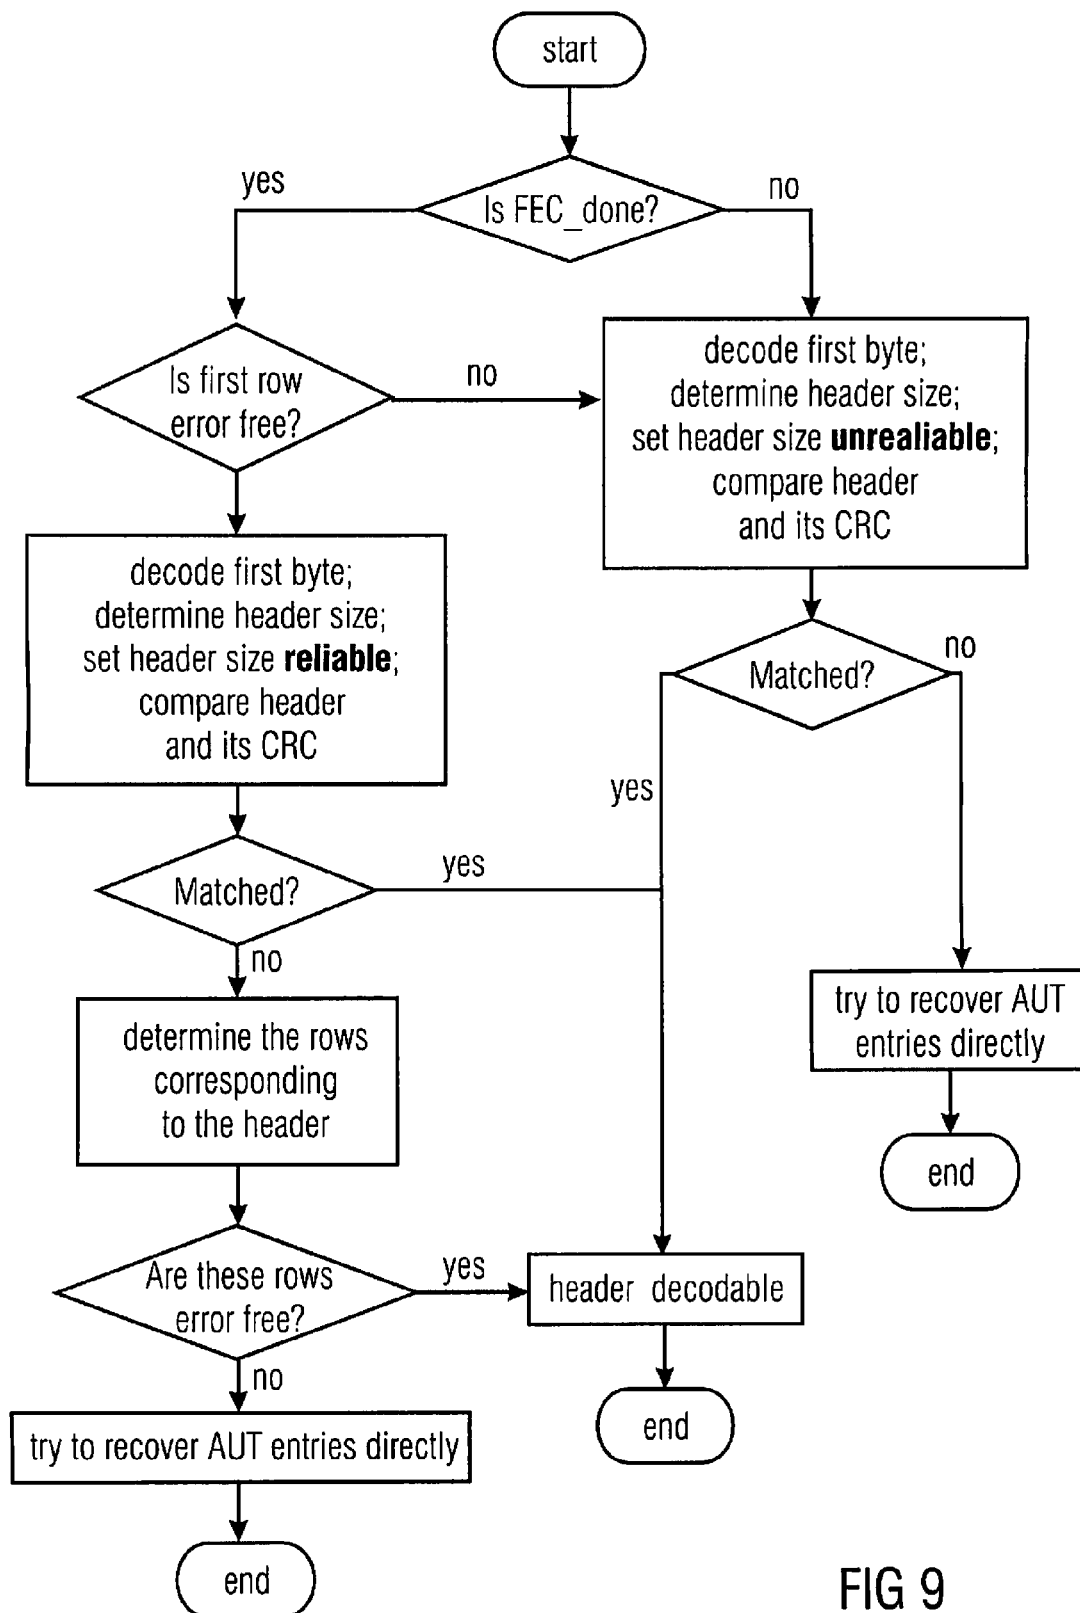 start
yes
no
Is FEC_done?
Is first row
error free?
no
decode first byte;
determine header size;
set header size unrealiable;
compare header
and its CRC
decode first byte;
determine header size;
set header size reliable;
compare header
and its CRC
Matched?
no
yes
Matched?
yes
no
determine the rows
corresponding
to the header
try to recover AUT
entries directly
end
Are these rows
error free?
yes
header decodable
no
end
try to recover AUT entries directly
end
FIG 9